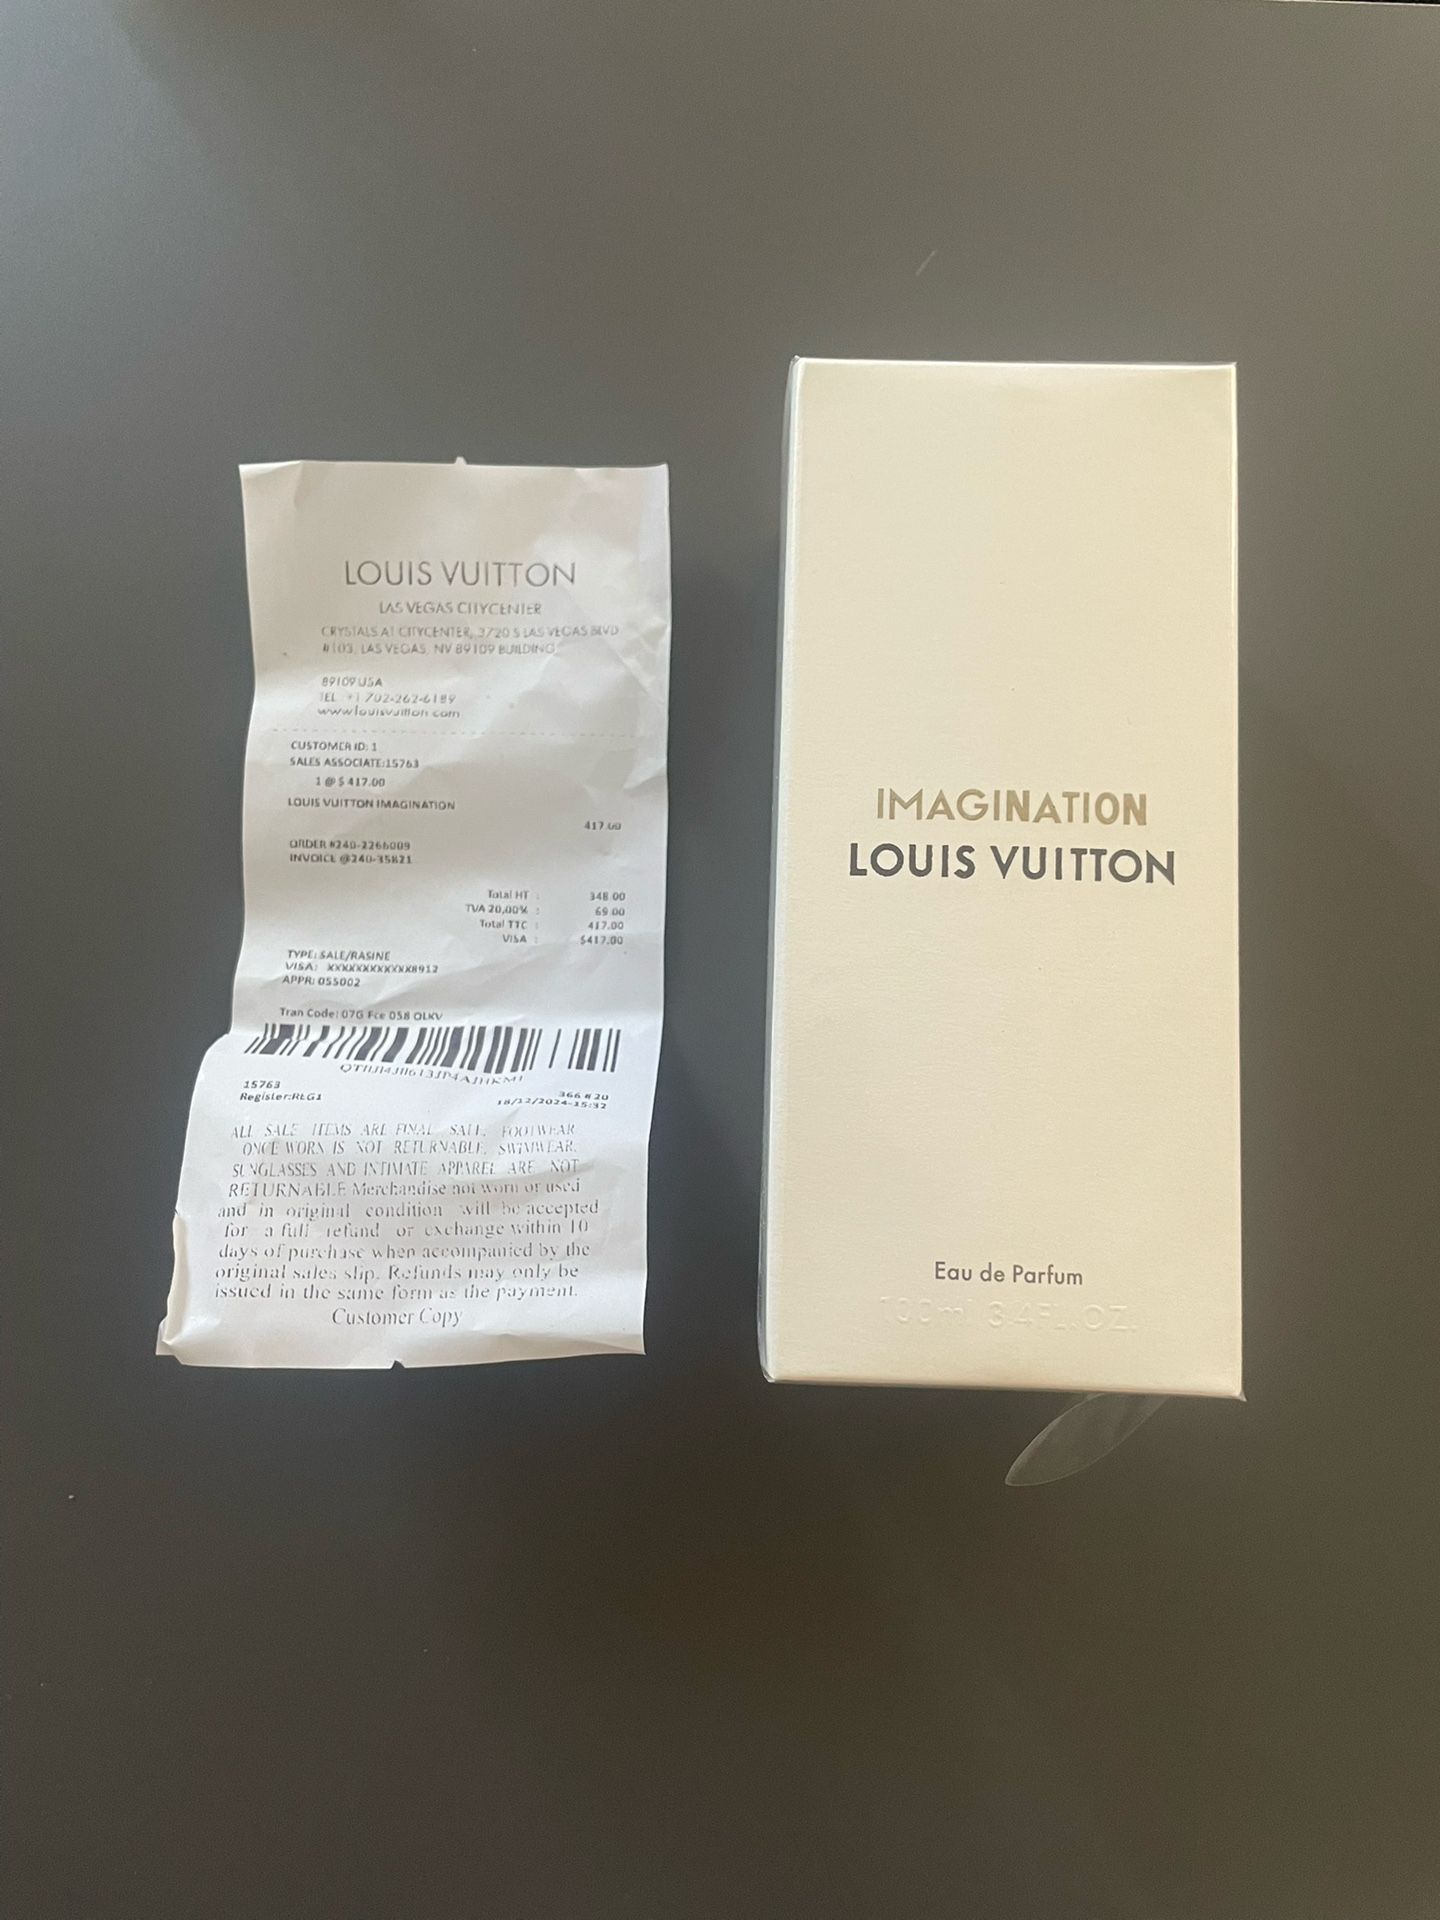 LOUIS VUITTON
LAS VEGAS CITYCENTER
CRYSTALS AT CITYCENTER, 3720 S LAS VEGAS BLVD
#103, LAS VEGAS, NV 89109 BUILDING
89109 USA
TEL : +1 702-262-6189
www.louisvuitton.com
CUSTOMER ID: 1
SALES ASSOCIATE:15763
1 @ $ 417.00
LOUIS VUITTON IMAGINATION
417.00
ORDER #240-2266009
INVOICE @240-35821
Total HT : 348.00
TVA 20,00% : 69.00
Total TTC : 417.00
VISA : $417.00
TYPE: SALE/RASINE
VISA: XXXXXXXXXXXX8912
APPR: 055002
Tran Code: 07G Fce 058 OLKV
15763
366 # 20
Register:RLG1
18/12/2024-15:32
ALL SALE ITEMS ARE FINAL SALE, FOOTWEAR
ONCE WORN IS NOT RETURNABLE, SWIMWEAR,
SUNGLASSES AND INTIMATE APPAREL ARE NOT
RETURNABLE Merchandise not worn or used
and in original condition will be accepted
for a full refund or exchange within 10
days of purchase when accompanied by the
original sales slip. Refunds may only be
issued in the same form as the payment.
Customer Copy
IMAGINATION
LOUIS VUITTON
Eau de Parfum
100ml 3.4FL.OZ.